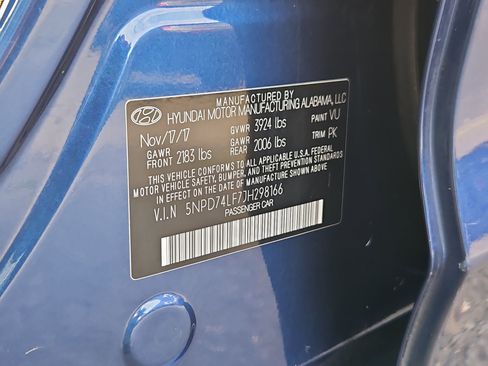 MANUFACTURED BY
HYUNDAI MOTOR MANUFACTURING ALABAMA, LLC
Nov/17/17 GVWR 3924 lbs PAINT VU
GAWR FRONT 2183 lbs GAWR REAR 2006 lbs TRIM PK
THIS VEHICLE CONFORMS TO ALL APPLICABLE U.S.A. FEDERAL
MOTOR VEHICLE SAFETY, BUMPER, AND THEFT PREVENTION STANDARDS
IN EFFECT ON THE DATE OF MANUFACTURE SHOWN ABOVE.
V.I.N 5NPD74LF7JH298166
PASSENGER CAR